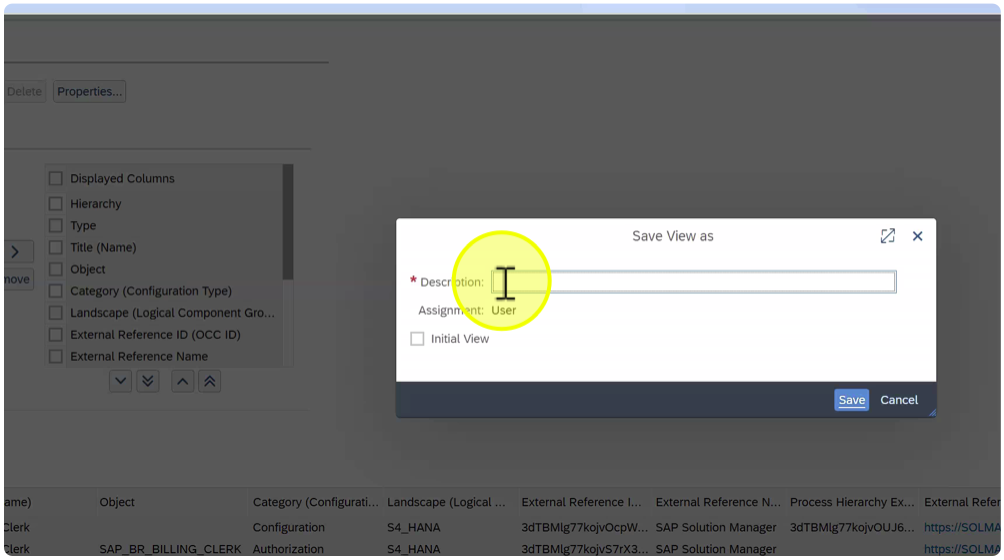 Delete Properties...
Displayed Columns
Hierarchy
Type
Title (Name)
Object
move
Category (Configuration Type)
Landscape (Logical Component Gro...
External Reference ID (OCC ID)
External Reference Name
Save View as
* Description:
Assignment: User
Initial View
Save Cancel
ame) Object Category (Configurati... Landscape (Logical ... External Reference I... External Reference N... Process Hierarchy Ex... External Refer
Clerk Configuration S4_HANA 3dTBMlg77kojvOcpW... SAP Solution Manager 3dTBMlg77kojvOUJ6... https://SOLMA
Clerk SAP_BR_BILLING_CLERK Authorization S4_HANA 3dTBMlg77kojvS7rX3... SAP Solution Manager https://SOLMA